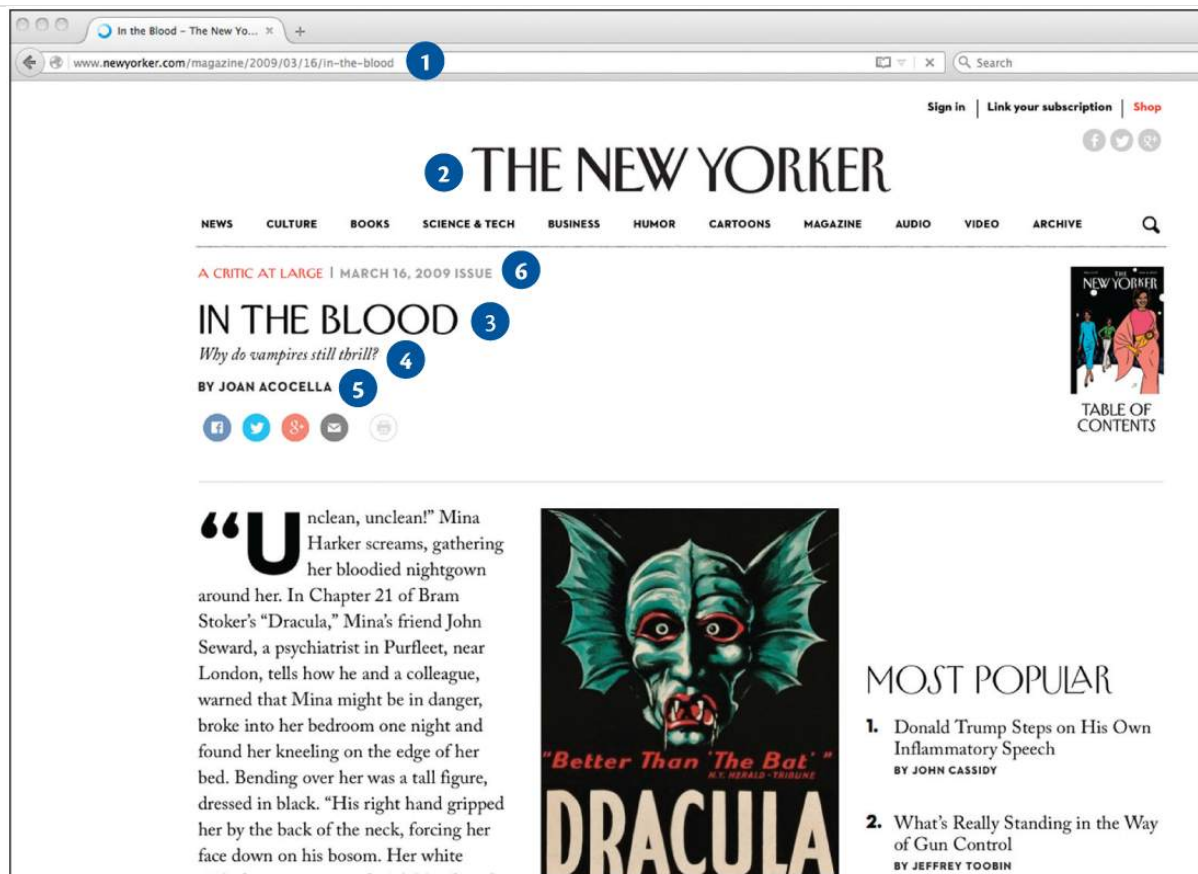 In the Blood – The New Yo...
www.newyorker.com/magazine/2009/03/16/in-the-blood
1
Search
Sign in | Link your subscription | Shop
2
THE NEW YORKER
NEWS CULTURE BOOKS SCIENCE & TECH BUSINESS HUMOR CARTOONS MAGAZINE AUDIO VIDEO ARCHIVE
A CRITIC AT LARGE | MARCH 16, 2009 ISSUE
6
IN THE BLOOD
3
Why do vampires still thrill?
4
BY JOAN ACOCELLA
5
THE
NEW YORKER
TABLE OF
CONTENTS
“Unclean, unclean!” Mina
Harker screams, gathering
her bloodied nightgown
around her. In Chapter 21 of Bram
Stoker’s “Dracula,” Mina’s friend John
Seward, a psychiatrist in Purfleet, near
London, tells how he and a colleague,
warned that Mina might be in danger,
broke into her bedroom one night and
found her kneeling on the edge of her
bed. Bending over her was a tall figure,
dressed in black. “His right hand gripped
her by the back of the neck, forcing her
face down on his bosom. Her white
"Better Than 'The Bat' "
N.Y. HERALD-TRIBUNE
DRACULA
MOST POPULAR
1. Donald Trump Steps on His Own
Inflammatory Speech
BY JOHN CASSIDY
2. What’s Really Standing in the Way
of Gun Control
BY JEFFREY TOOBIN